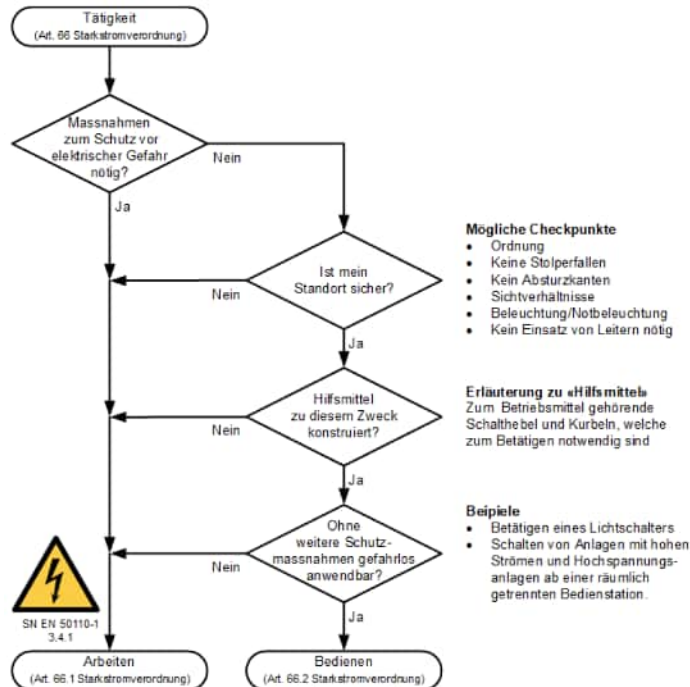 Tätigkeit
(Art. 66 Starkstromverordnung)
Massnahmen
zum Schutz vor
elektrischer Gefahr
nötig?
Nein
Ja
Ist mein
Standort sicher?
Nein
Ja
Mögliche Checkpunkte
• Ordnung
• Keine Stolperfallen
• Kein Absturzkanten
• Sichtverhältnisse
• Beleuchtung/Notbeleuchtung
• Kein Einsatz von Leitern nötig
Hilfsmittel
zu diesem Zweck
konstruiert?
Nein
Ja
Erläuterung zu «Hilfsmittel»
Zum Betriebsmittel gehörende
Schalthebel und Kurbeln, welche
zum Betätigen notwendig sind
Ohne
weitere Schutz-
massnahmen gefahrlos
anwendbar?
Nein
Ja
Beipiele
• Betätigen eines Lichtschalters
• Schalten von Anlagen mit hohen
Strömen und Hochspannungs-
anlagen ab einer räumlich
getrennten Bedienstation.
SN EN 50110-1
3.4.1
Arbeiten
(Art. 66.1 Starkstromverordnung)
Bedienen
(Art. 66.2 Starkstromverordnung)